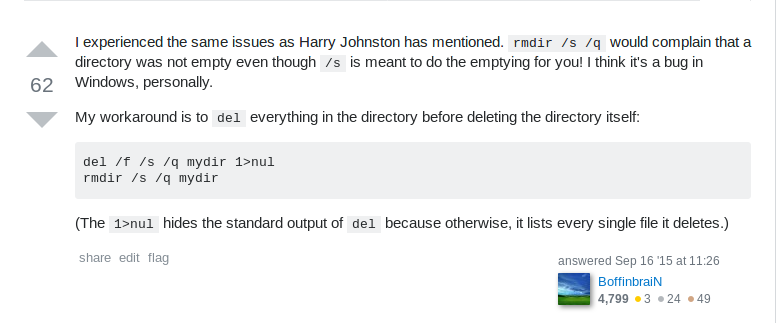 I experienced the same issues as Harry Johnston has mentioned. rmdir /s /q would complain that a
directory was not empty even though /s is meant to do the emptying for you! I think it's a bug in
62
Windows, personally.
My workaround is to del everything in the directory before deleting the directory itself:
del /f /s /q mydir 1>nul
rmdir /s /q mydir
(The 1>nul hides the standard output of del because otherwise, it lists every single file it deletes.)
share edit flag
answered Sep 16 '15 at 11:26
BoffinbraiN
4,799 3 24 49